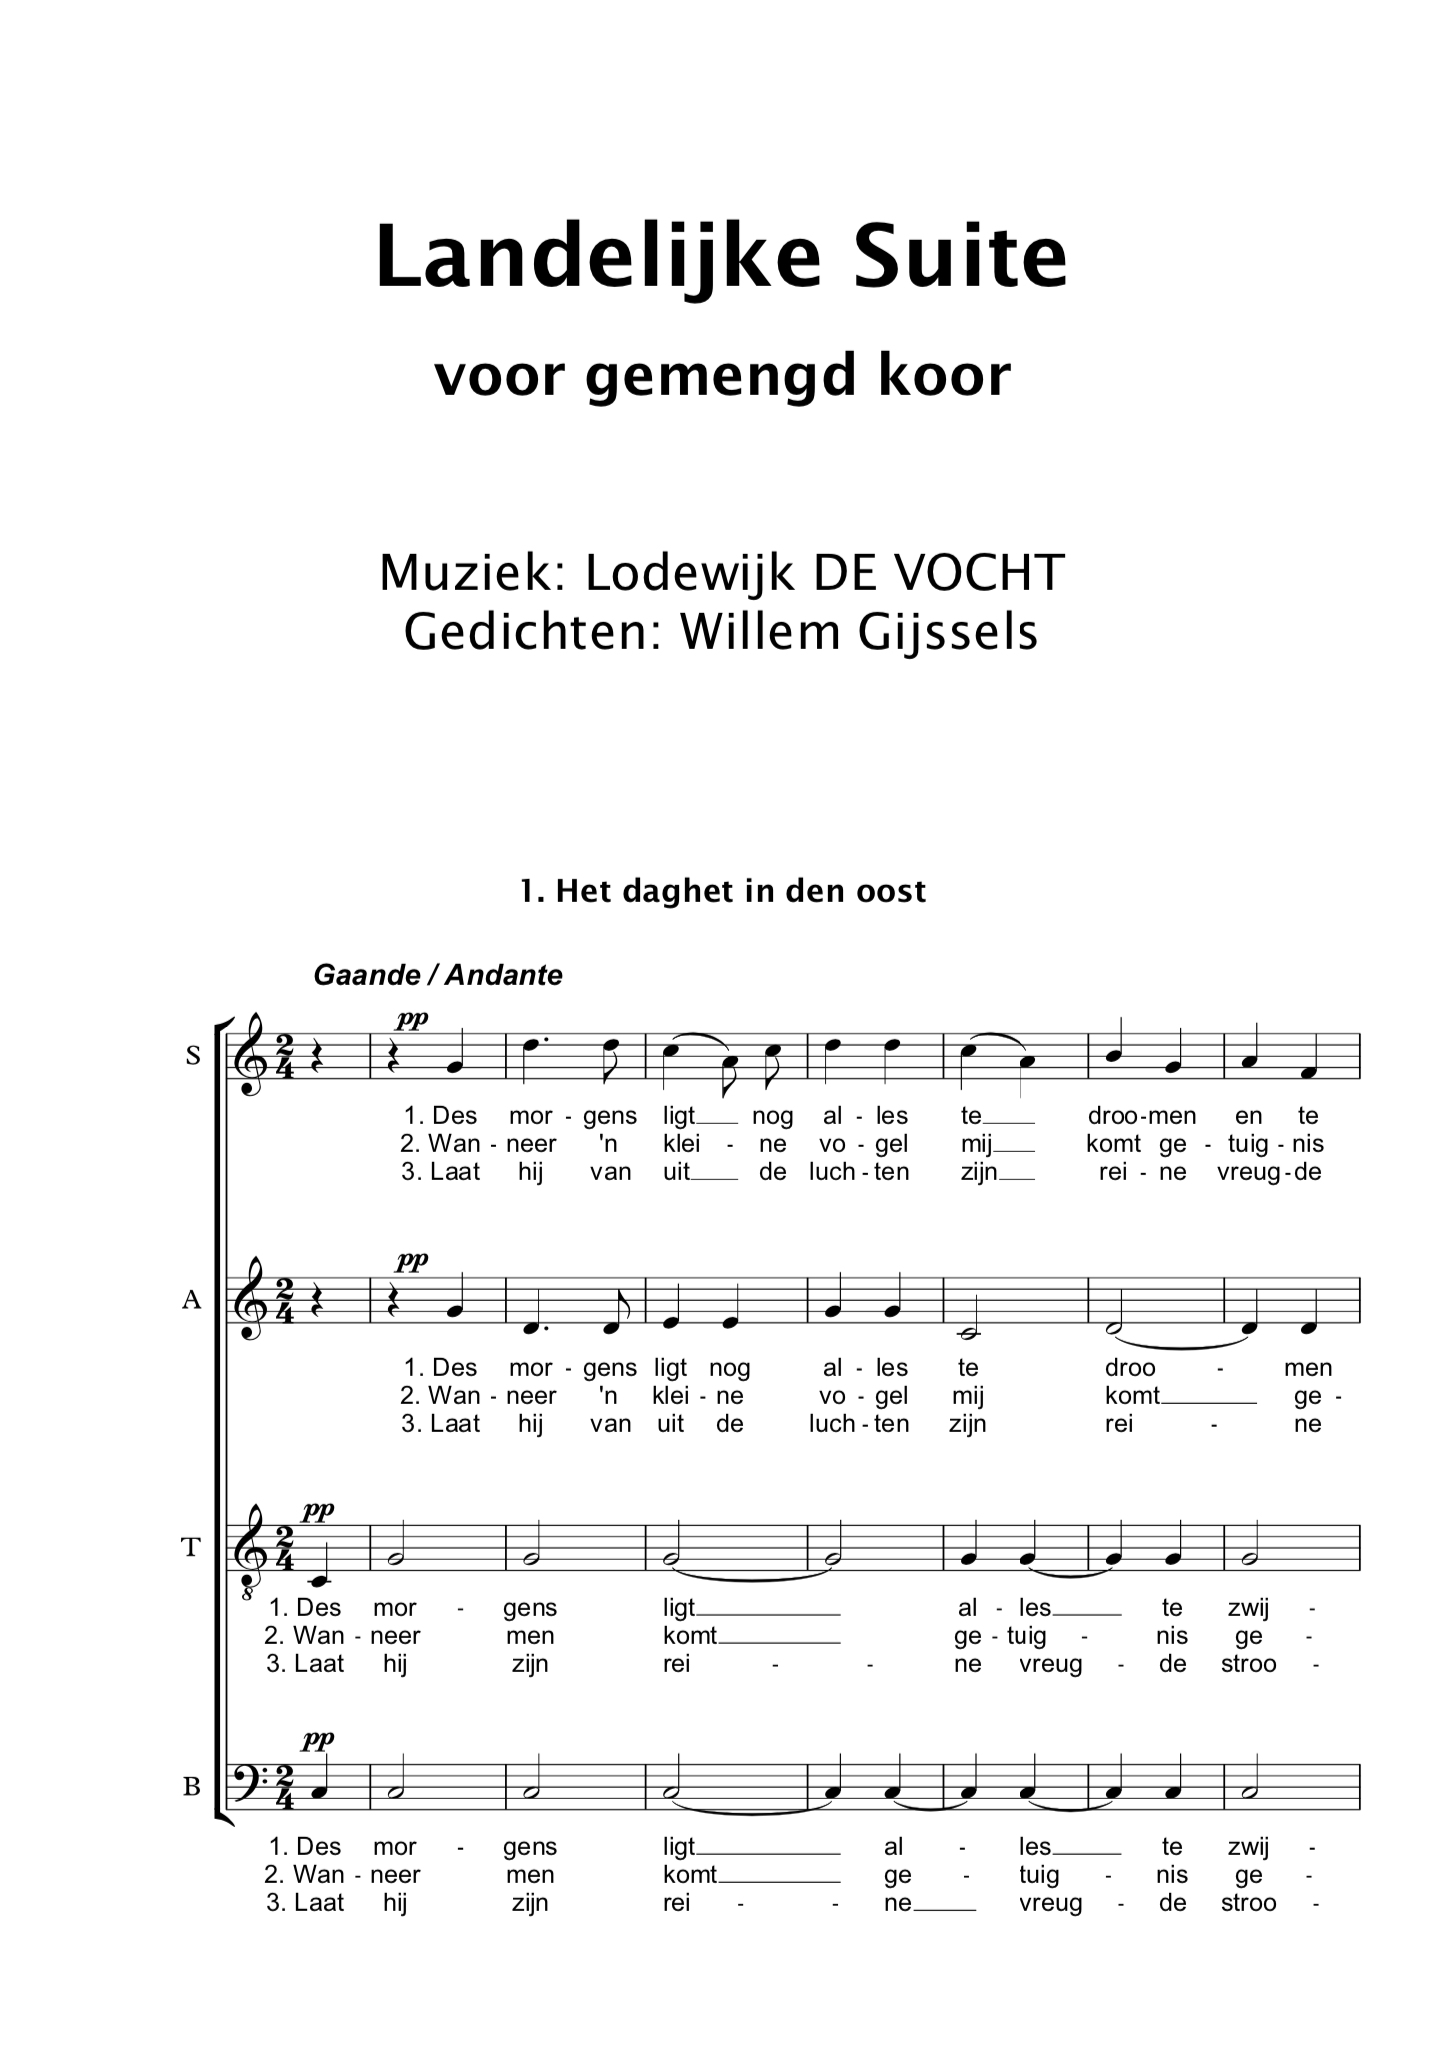 Landelijke Suite
voor gemengd koor
Muziek: Lodewijk DE VOCHT
Gedichten: Willem Gijssels
1. Het daghet in den oost
Gaande / Andante
pp
S
1. Des mor - gens ligt nog al - les te droo - men en te
2. Wan - neer 'n klei - ne vo - gel mij komt ge - tuig - nis
3. Laat hij van uit de luch - ten zijn rei - ne vreug - de
pp
A
1. Des mor - gens ligt nog al - les te droo - men
2. Wan - neer 'n klei - ne vo - gel mij komt ge -
3. Laat hij van uit de luch - ten zijn rei - ne
pp
T
8
1. Des mor - gens ligt al - les te zwij -
2. Wan - neer men komt ge - tuig - nis ge -
3. Laat hij zijn rei - - ne vreug - de stroo -
pp
B
1. Des mor - gens ligt al - les te zwij -
2. Wan - neer men komt ge - tuig - nis ge -
3. Laat hij zijn rei - - ne vreug - de stroo -